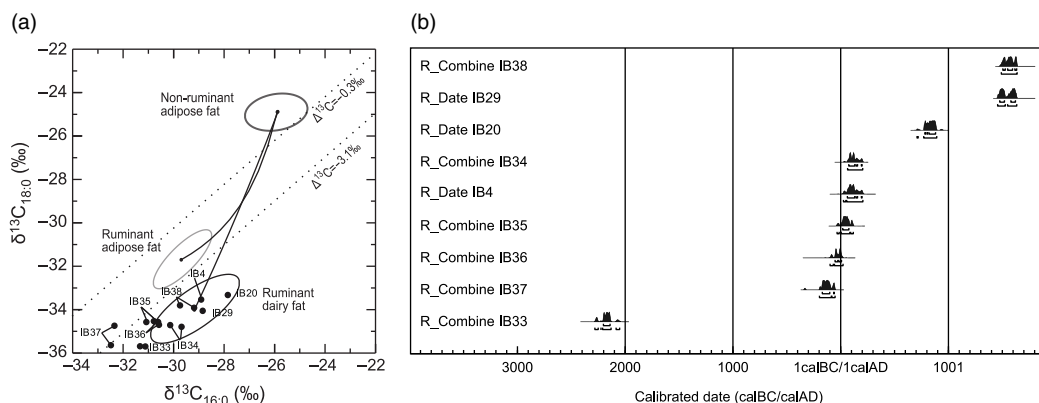 (a)
−22
−24
−26
−28
−30
−32
−34
−36
δ¹³C₁₈:₀ (‰)
−34 −32 −30 −28 −26 −24 −22
δ¹³C₁₆:₀ (‰)
Non-ruminant
adipose fat
Δ¹³C=−0.3‰
Δ¹³C=−3.1‰
Ruminant
adipose fat
IB4
IB38
IB20
IB35
Ruminant
dairy fat
IB29
IB37
IB36
IB33
IB34
(b)
R_Combine IB38
R_Date IB29
R_Date IB20
R_Combine IB34
R_Date IB4
R_Combine IB35
R_Combine IB36
R_Combine IB37
R_Combine IB33
3000 2000 1000 1calBC/1calAD 1001
Calibrated date (calBC/calAD)